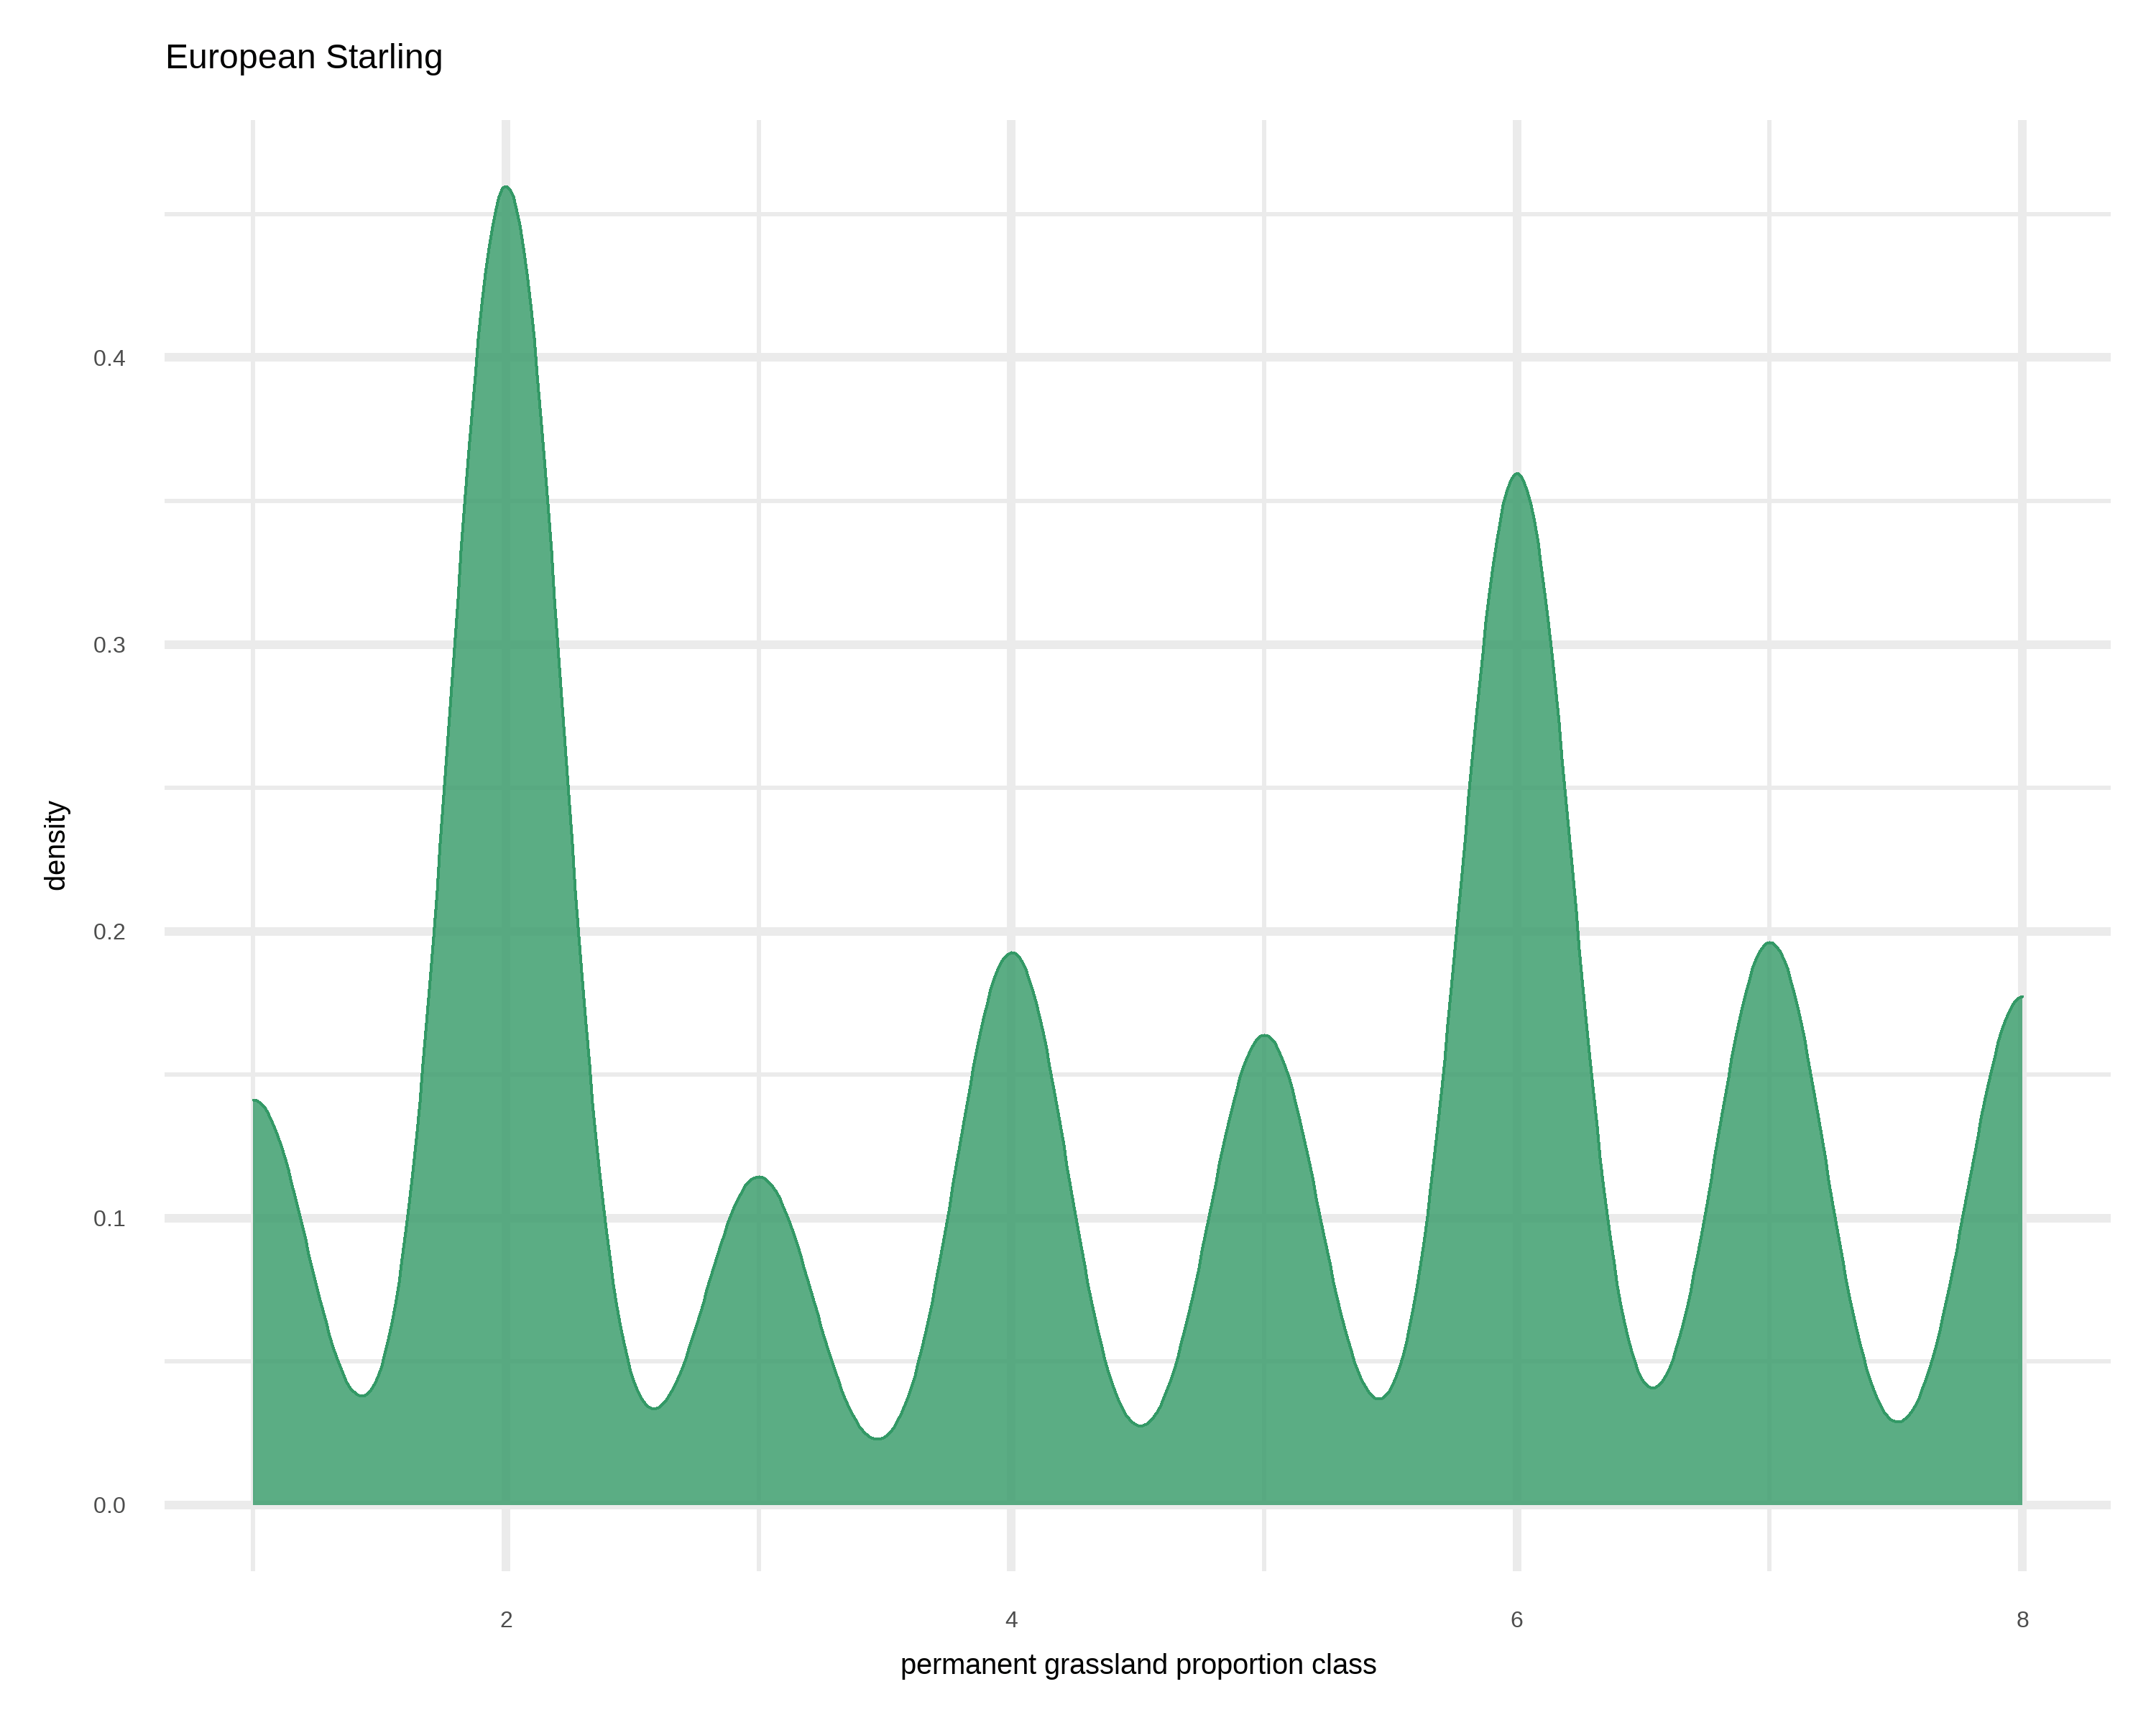 European Starling
0.4
0.3
0.2
0.1
0.0
density
2 4 6 8
permanent grassland proportion class